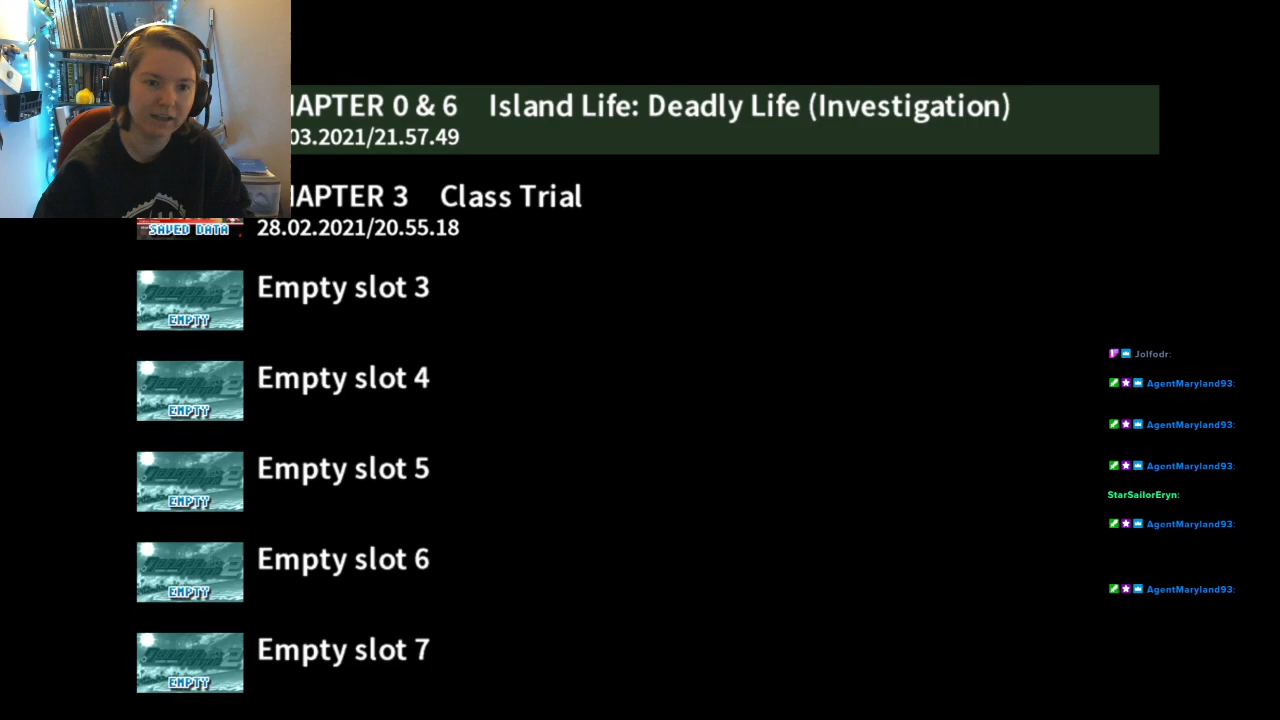 HAPTER 0 & 6 Island Life: Deadly Life (Investigation)
03.2021/21.57.49
HAPTER 3 Class Trial
28.02.2021/20.55.18
SAVED DATA
Empty slot 3
EMPTY
Empty slot 4
EMPTY
Empty slot 5
EMPTY
Empty slot 6
EMPTY
Empty slot 7
EMPTY
Jolfodr:
AgentMaryland93:
AgentMaryland93:
AgentMaryland93:
StarSailorEryn:
AgentMaryland93:
AgentMaryland93: